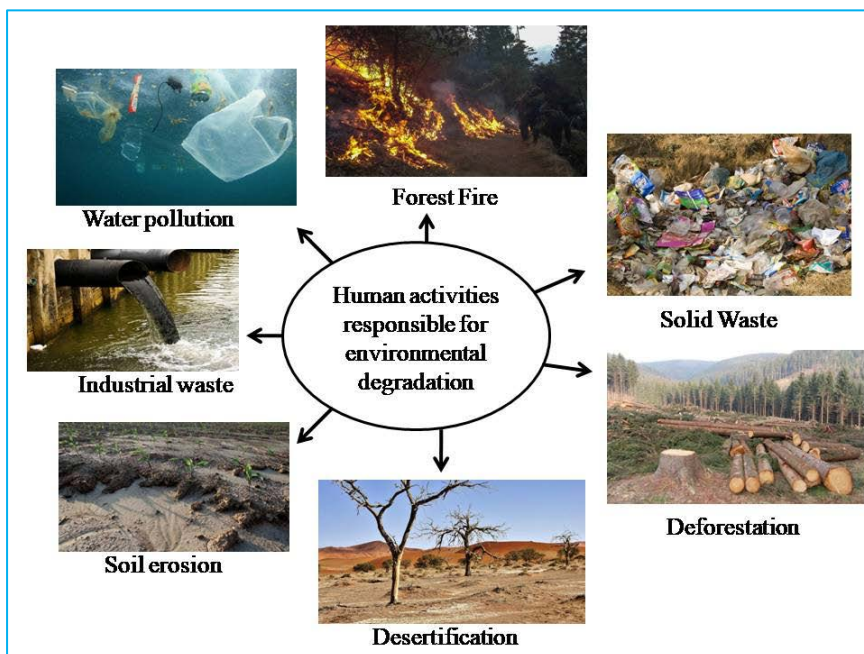 Water pollution
Forest Fire
Solid Waste
Human activities
responsible for
environmental
degradation
Industrial waste
Deforestation
Soil erosion
Desertification